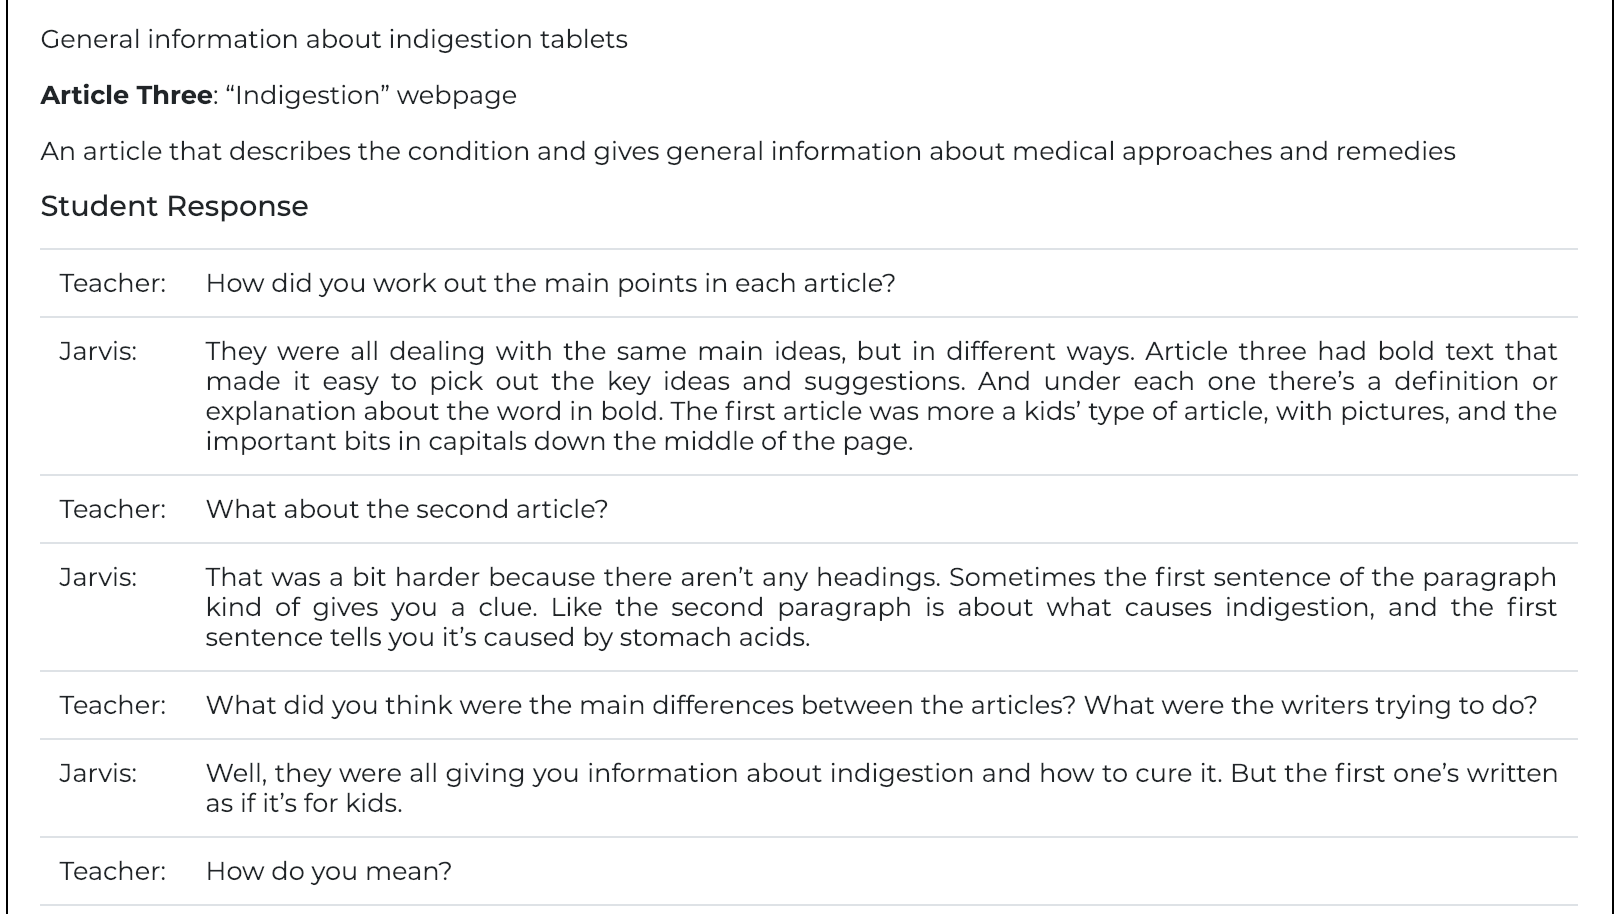 General information about indigestion tablets
Article Three: “Indigestion” webpage
An article that describes the condition and gives general information about medical approaches and remedies
Student Response
Teacher: How did you work out the main points in each article?
Jarvis: They were all dealing with the same main ideas, but in different ways. Article three had bold text that
made it easy to pick out the key ideas and suggestions. And under each one there’s a definition or
explanation about the word in bold. The first article was more a kids’ type of article, with pictures, and the
important bits in capitals down the middle of the page.
Teacher: What about the second article?
Jarvis: That was a bit harder because there aren’t any headings. Sometimes the first sentence of the paragraph
kind of gives you a clue. Like the second paragraph is about what causes indigestion, and the first
sentence tells you it’s caused by stomach acids.
Teacher: What did you think were the main differences between the articles? What were the writers trying to do?
Jarvis: Well, they were all giving you information about indigestion and how to cure it. But the first one’s written
as if it’s for kids.
Teacher: How do you mean?